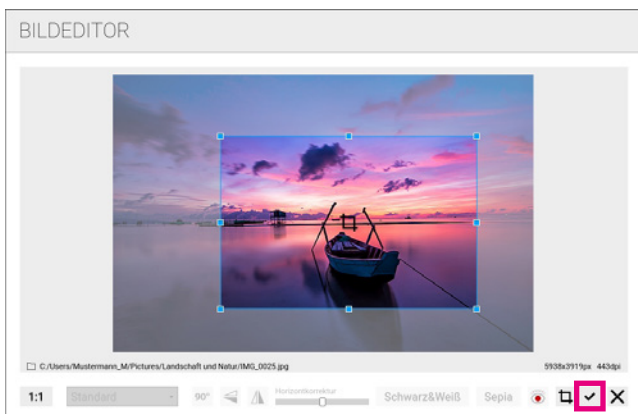 BILDEDITOR
C:/Users/Mustermann_M/Pictures/Landschaft und Natur/IMG_0025.jpg
5938x3919px 443dpi
1:1
Standard
90°
Horizontkorrektur
Schwarz&Weiß
Sepia